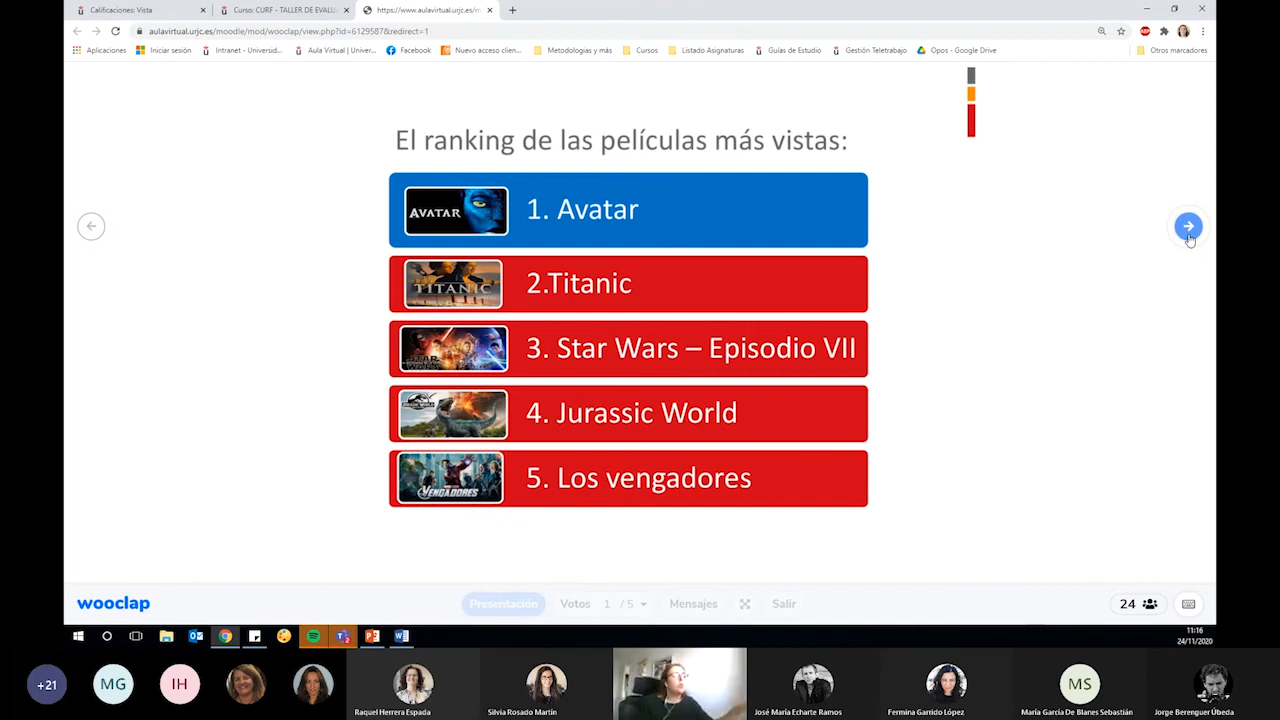 Calificaciones: Vista
Curso: CURF - TALLER DE EVALU
https://www.aulavirtual.urjc.es/m
aulavirtual.urjc.es/moodle/mod/wooclap/view.php?id=6129587&redirect=1
Aplicaciones
Iniciar sesión
Intranet - Universid...
Aula Virtual | Univer...
Facebook
Nuevo acceso clien...
Metodologías y más
Cursos
Listado Asignaturas
Guías de Estudio
Gestión Teletrabajo
Opos - Google Drive
Otros marcadores
El ranking de las películas más vistas:
AVATAR
1. Avatar
TITANIC
2.Titanic
STAR WARS
3. Star Wars – Episodio VII
JURASSIC WORLD
4. Jurassic World
VENGADORES
5. Los vengadores
wooclap
Presentación
Votos
1 / 5
Mensajes
Salir
24
11:16
24/11/2020
+21
MG
IH
Raquel Herrera Espada
Silvia Rosado Martín
José María Echarte Ramos
Fermina Garrido López
MS
María García De Blanes Sebastián
Jorge Berenguer Úbeda